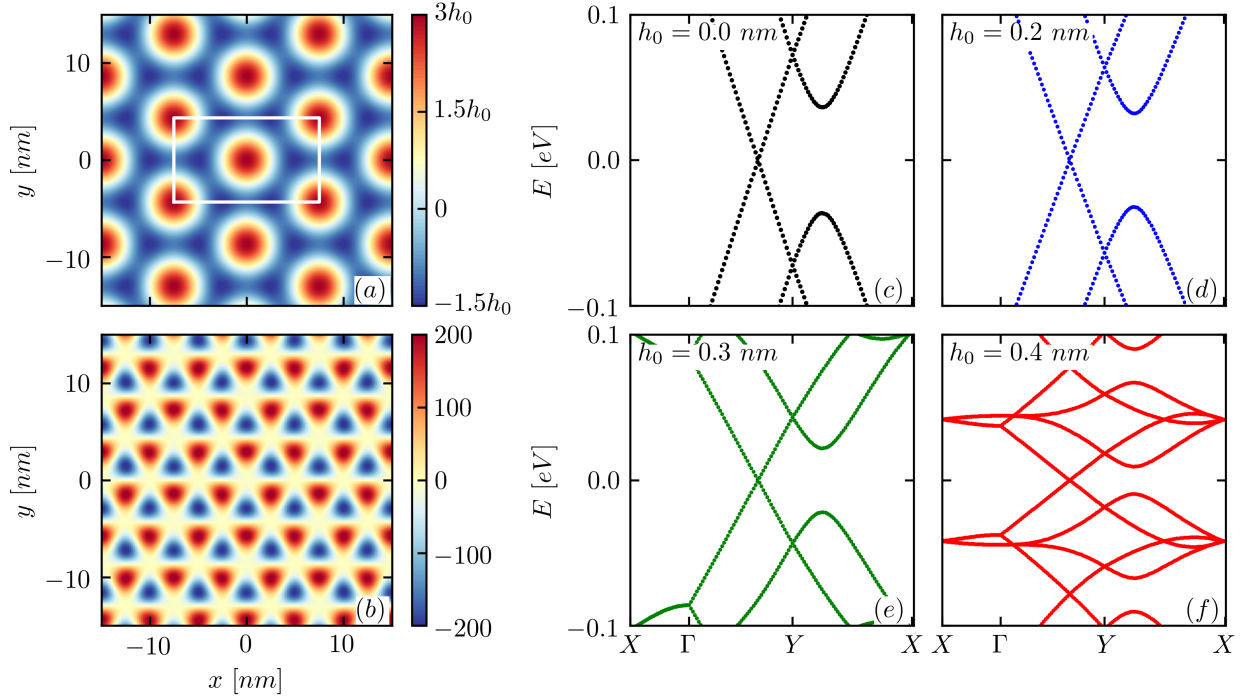 3h₀
1.5h₀
0
−1.5h₀
10
0
−10
y [nm]
(a)
200
100
0
−100
−200
10
0
−10
y [nm]
(b)
−10
0
10
x [nm]
h₀ = 0.0 nm
0.1
0.0
−0.1
E [eV]
(c)
h₀ = 0.2 nm
(d)
h₀ = 0.3 nm
0.1
0.0
−0.1
E [eV]
(e)
X
Γ
Y
X
h₀ = 0.4 nm
(f)
X
Γ
Y
X